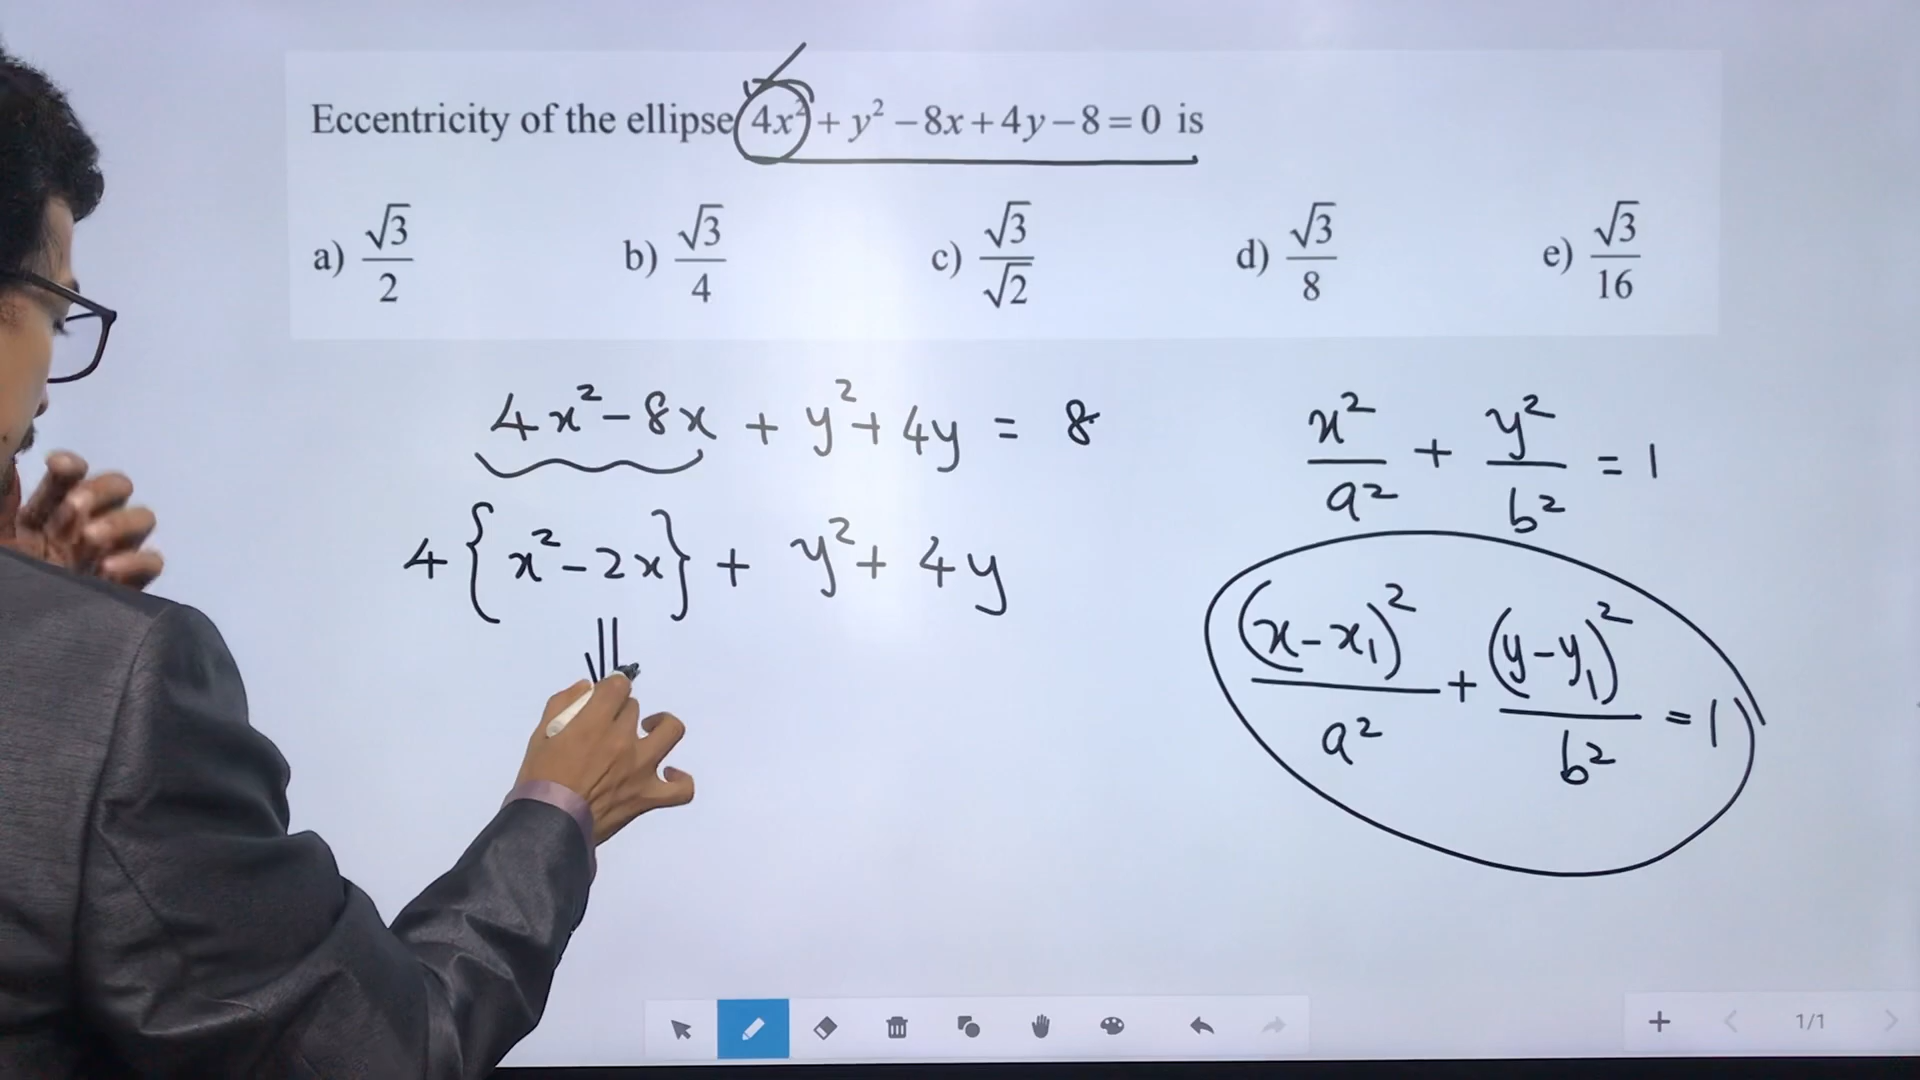 Eccentricity of the ellipse 4x² + y² − 8x + 4y − 8 = 0 is
a) √3/2 b) √3/4 c) √3/√2 d) √3/8 e) √3/16
4x² − 8x + y² + 4y = 8
4{x² − 2x} + y² + 4y
x²/a² + y²/b² = 1
(x − x₁)²/a² + (y − y₁)²/b² = 1
1/1